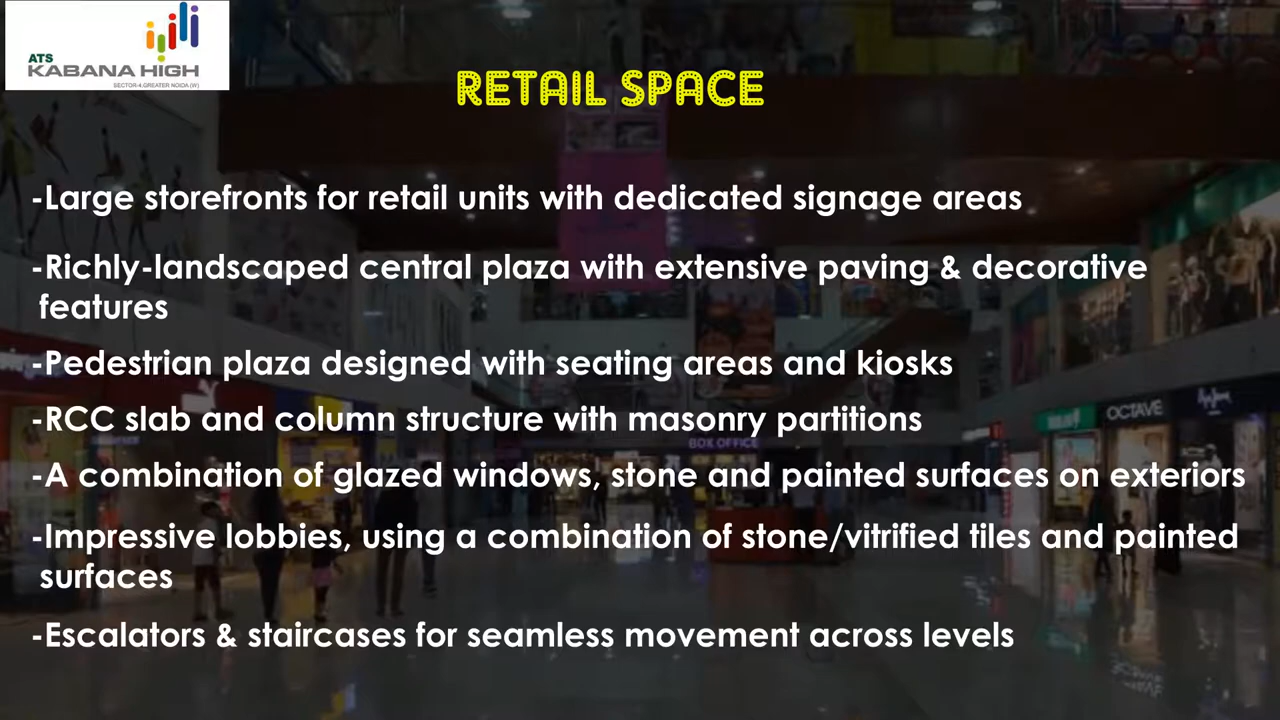 ATS
KABANA HIGH
SECTOR-4, GREATER NOIDA (W)
RETAIL SPACE
-Large storefronts for retail units with dedicated signage areas
-Richly-landscaped central plaza with extensive paving & decorative
features
-Pedestrian plaza designed with seating areas and kiosks
-RCC slab and column structure with masonry partitions
OCTAVE
BOX OFFICE
-A combination of glazed windows, stone and painted surfaces on exteriors
-Impressive lobbies, using a combination of stone/vitrified tiles and painted
surfaces
-Escalators & staircases for seamless movement across levels